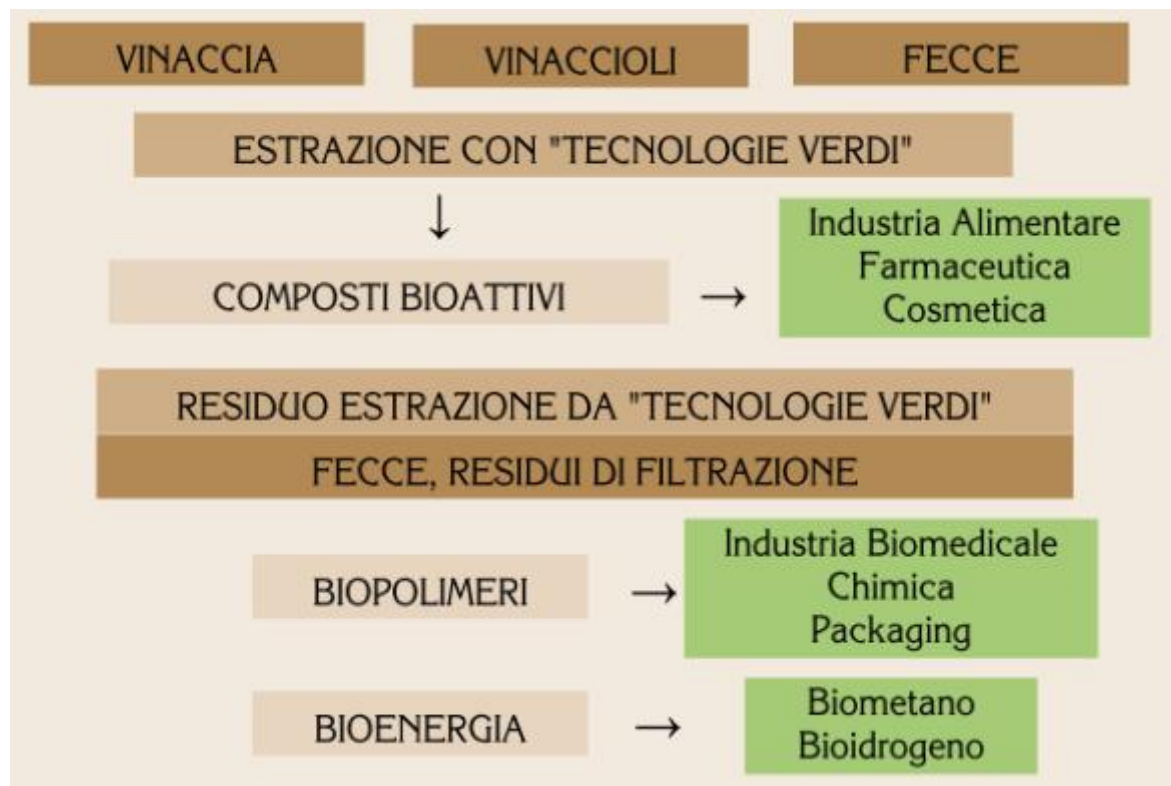 VINACCIA
VINACCIOLI
FECCE
ESTRAZIONE CON "TECNOLOGIE VERDI"
COMPOSTI BIOATTIVI
Industria Alimentare
Farmaceutica
Cosmetica
RESIDUO ESTRAZIONE DA "TECNOLOGIE VERDI"
FECCE, RESIDUI DI FILTRAZIONE
BIOPOLIMERI
Industria Biomedicale
Chimica
Packaging
BIOENERGIA
Biometano
Bioidrogeno